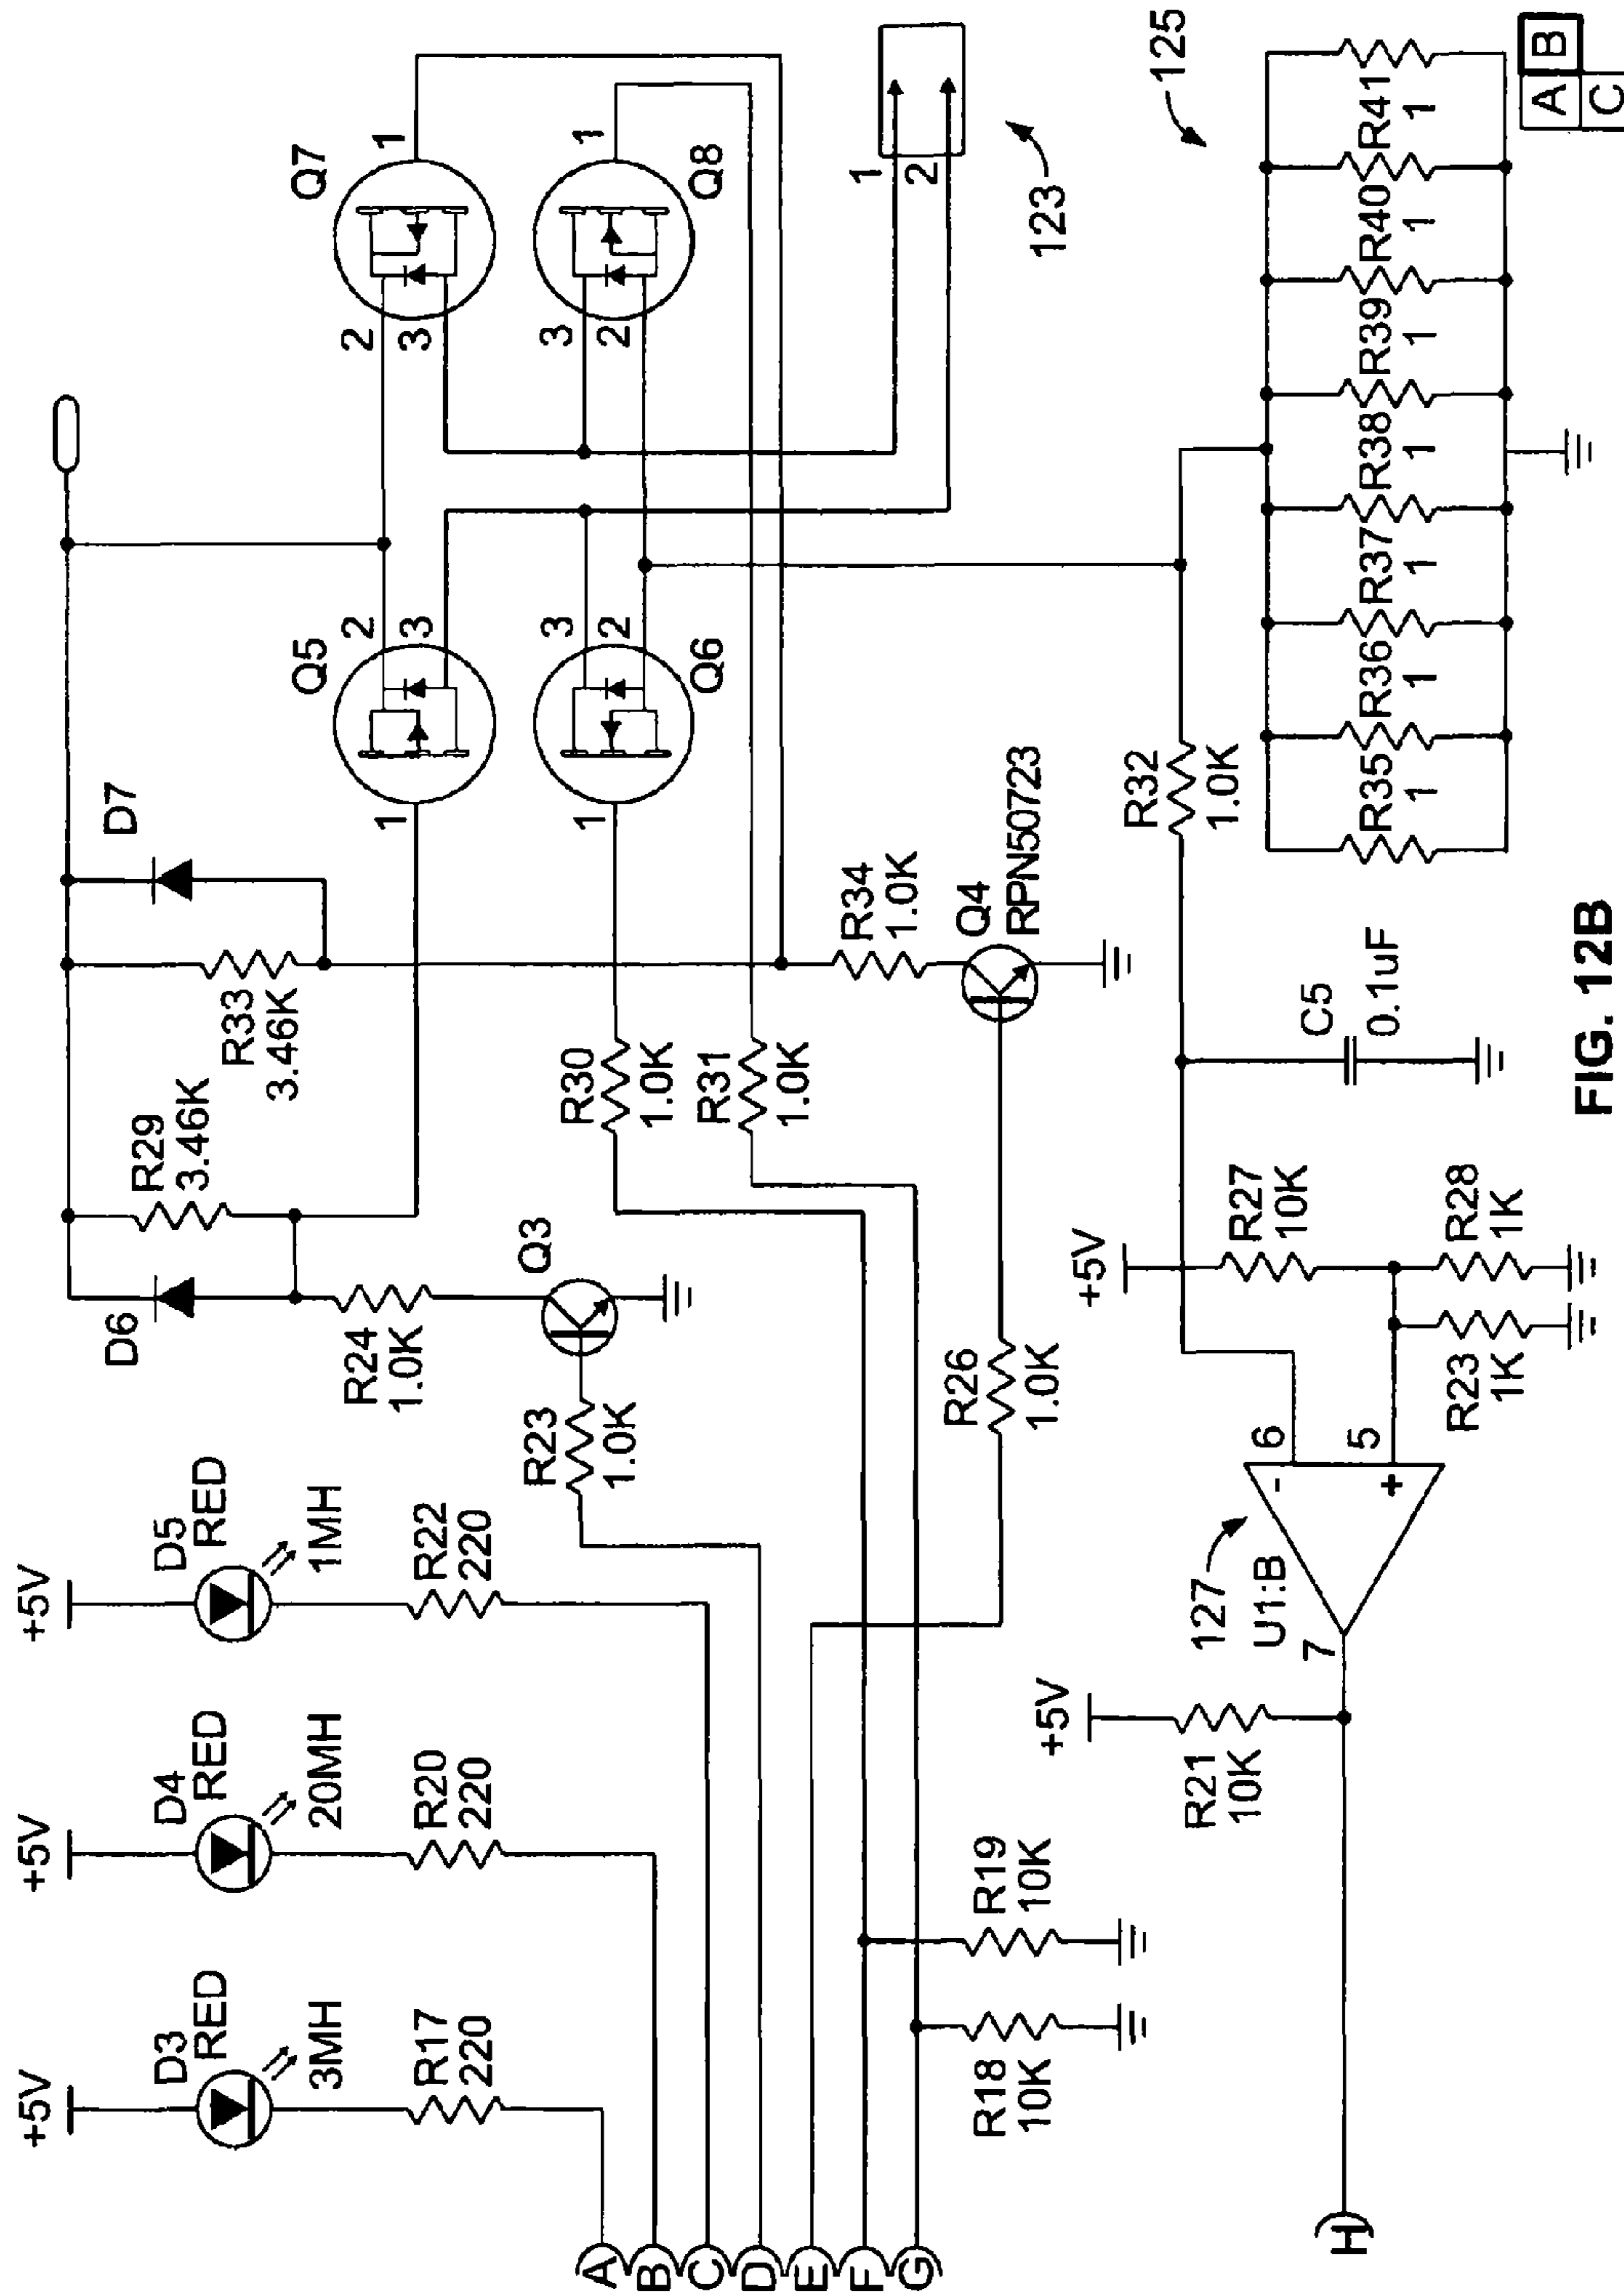 +5V
D3
RED
3MH
R17
220
+5V
D4
RED
20MH
R20
220
+5V
D5
RED
1MH
R22
220
D6
R29
3.46K
R24
1.0K
Q3
R23
1.0K
R33
3.46K
D7
Q5
1
2
3
Q7
2
3
1
Q6
1
3
2
Q8
3
2
1
R30
1.0K
R31
1.0K
R34
1.0K
Q4
RPN50723
R26
1.0K
1
2
123
A
B
C
D
E
F
G
R18
10K
R19
10K
+5V
R21
10K
127
U1:B
7
6
5
-
+
+5V
R27
10K
R23
1K
R28
1K
C5
0.1uF
R32
1.0K
125
R35
1
R36
1
R37
1
R38
1
R39
1
R40
1
R41
1
H
A
B
C
FIG. 12B